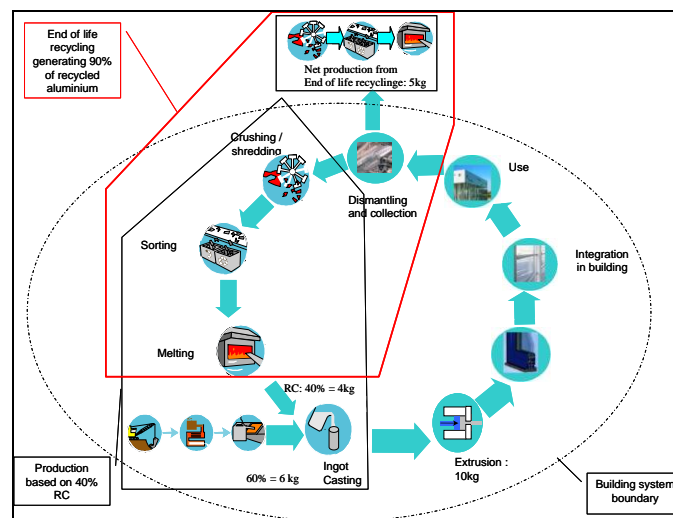 End of life
recycling
generating 90%
of recycled
aluminium
Net production from
End of life recyclinge: 5kg
Crushing /
shredding
Use
Dismantling
and collection
Sorting
Integration
in building
Melting
RC: 40% = 4kg
Production
based on 40%
RC
60% = 6 kg
Ingot
Casting
Extrusion :
10kg
Building system
boundary